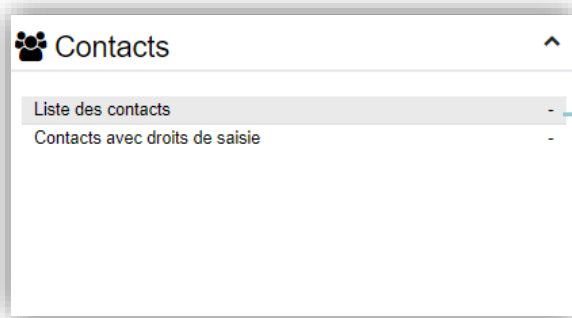 Contacts
Liste des contacts -
Contacts avec droits de saisie -